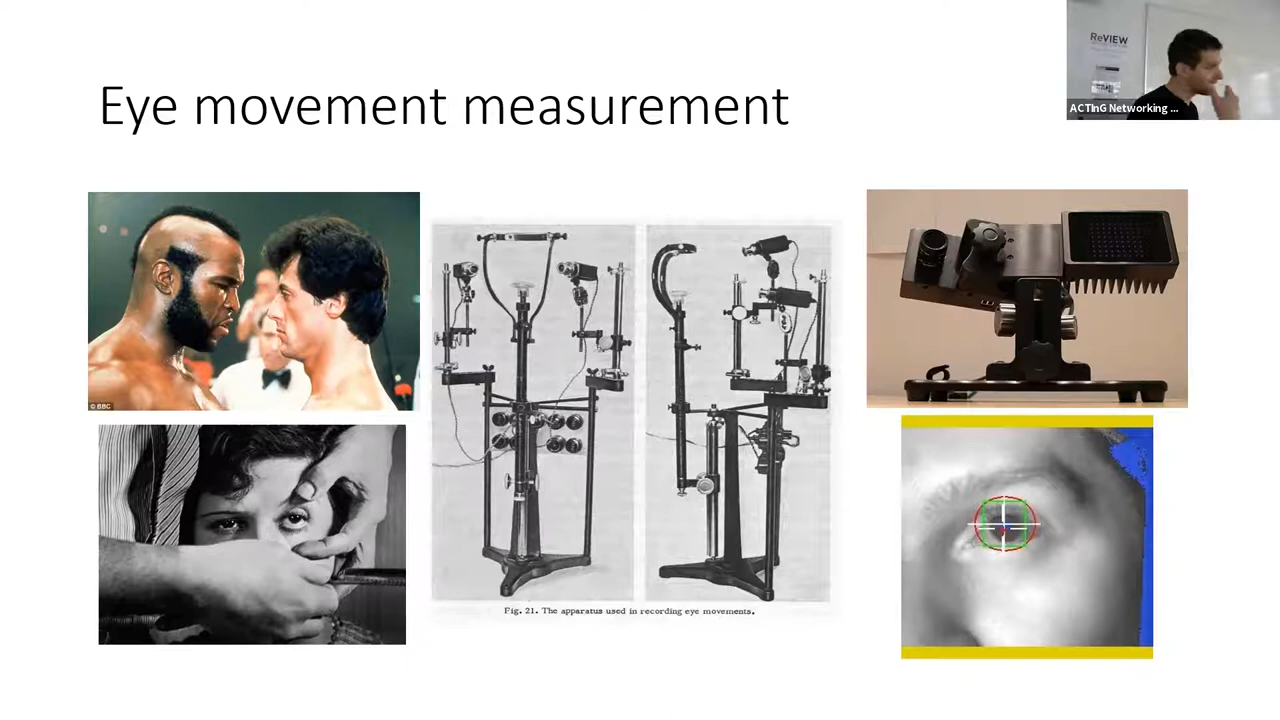 Eye movement measurement
ReVIEW
ACTInG Networking ...
© BBC
Fig. 21. The apparatus used in recording eye movements.